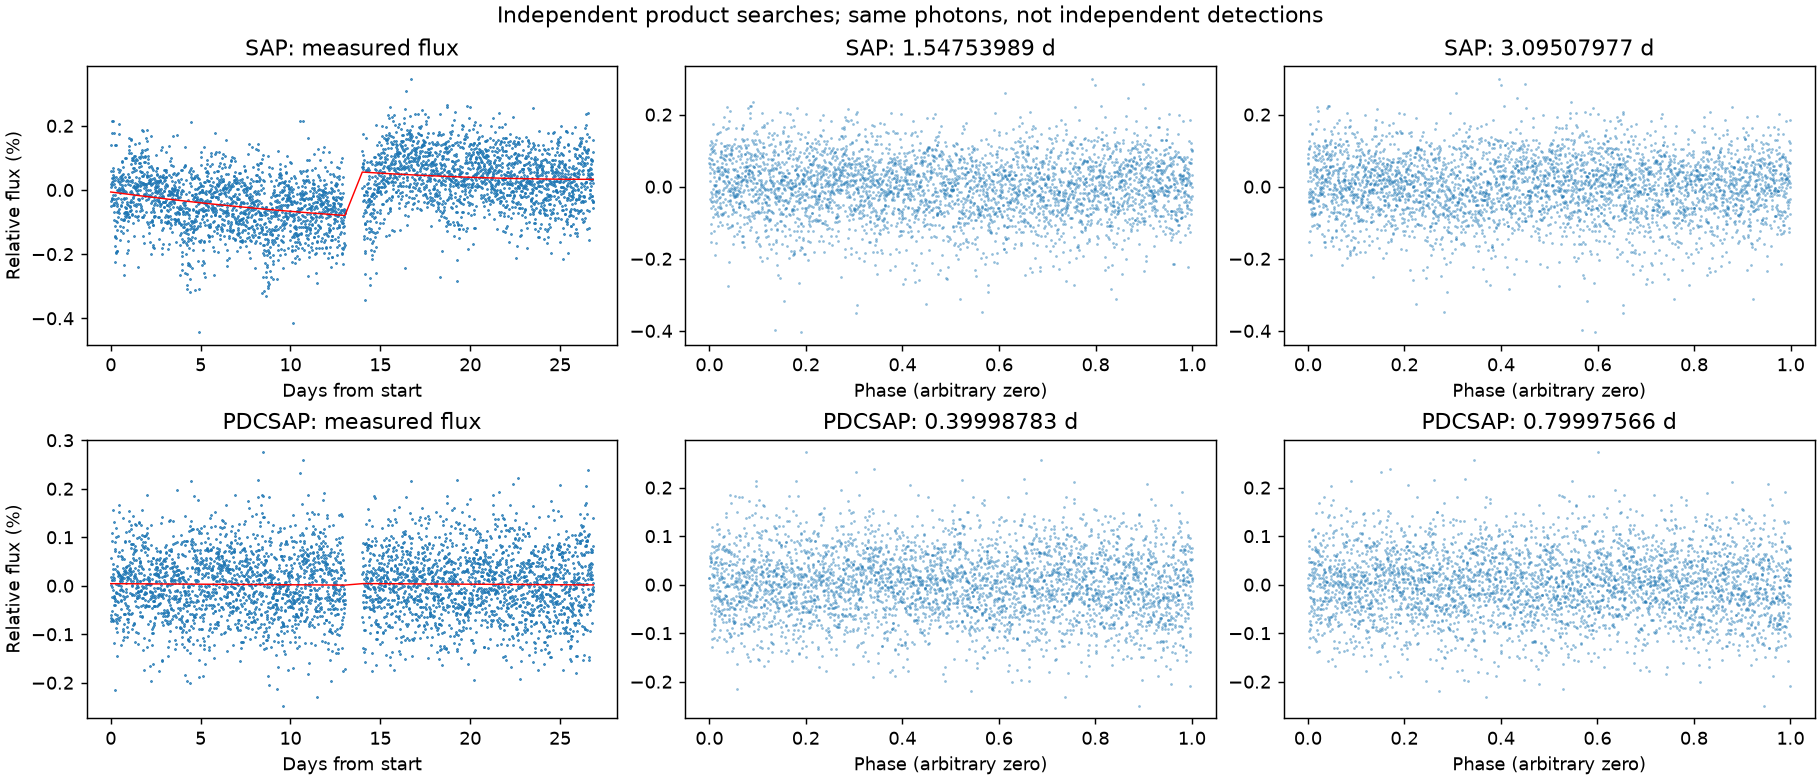 Independent product searches; same photons, not independent detections
SAP: measured flux
SAP: 1.54753989 d
SAP: 3.09507977 d
Relative flux (%)
0.2
0.0
−0.2
−0.4
0.2
0.0
−0.2
−0.4
0.2
0.0
−0.2
−0.4
0 5 10 15 20 25
0.0 0.2 0.4 0.6 0.8 1.0
0.0 0.2 0.4 0.6 0.8 1.0
Days from start
Phase (arbitrary zero)
Phase (arbitrary zero)
PDCSAP: measured flux
PDCSAP: 0.39998783 d
PDCSAP: 0.79997566 d
Relative flux (%)
0.3
0.2
0.1
0.0
−0.1
−0.2
0.2
0.1
0.0
−0.1
−0.2
0.2
0.1
0.0
−0.1
−0.2
0 5 10 15 20 25
0.0 0.2 0.4 0.6 0.8 1.0
0.0 0.2 0.4 0.6 0.8 1.0
Days from start
Phase (arbitrary zero)
Phase (arbitrary zero)